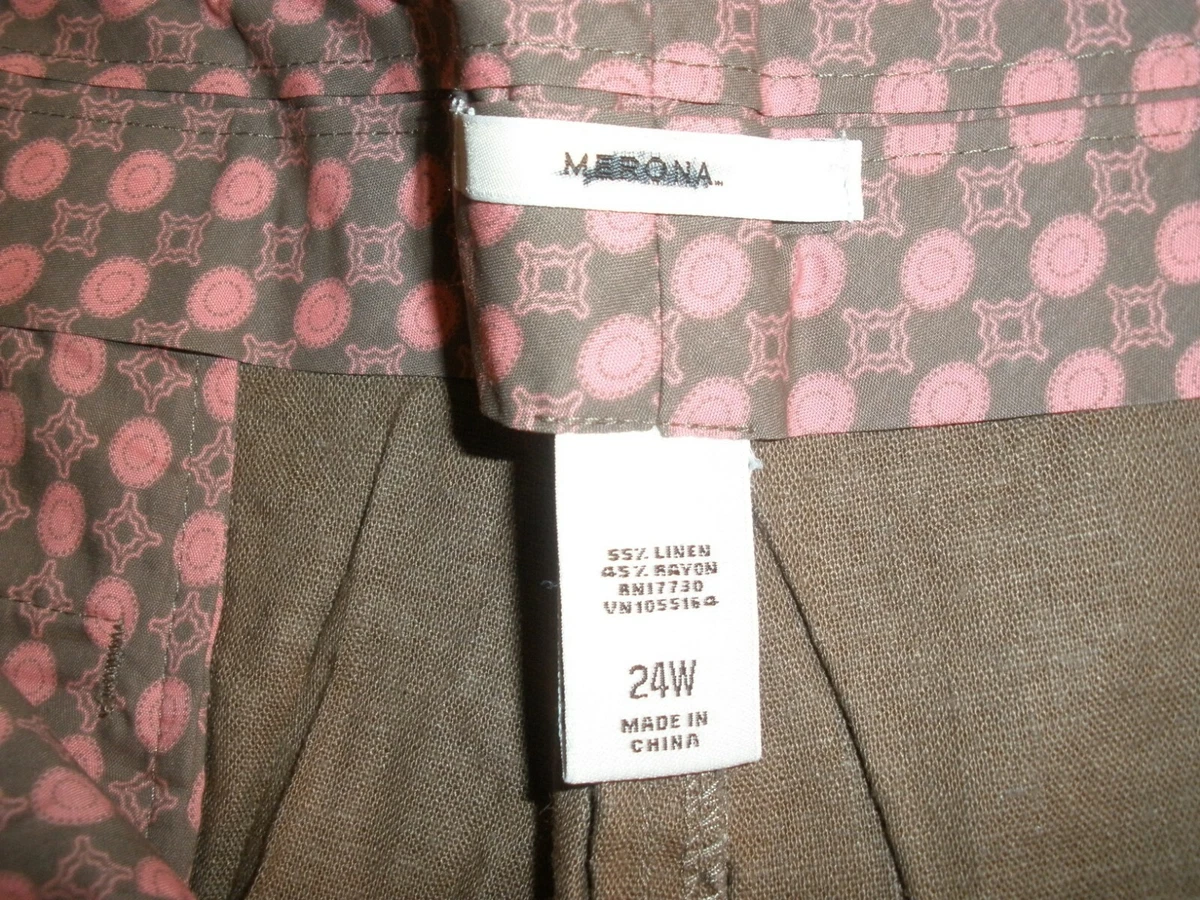 MERONA
55% LINEN
45% RAYON
RN17730
VN1055164
24W
MADE IN
CHINA